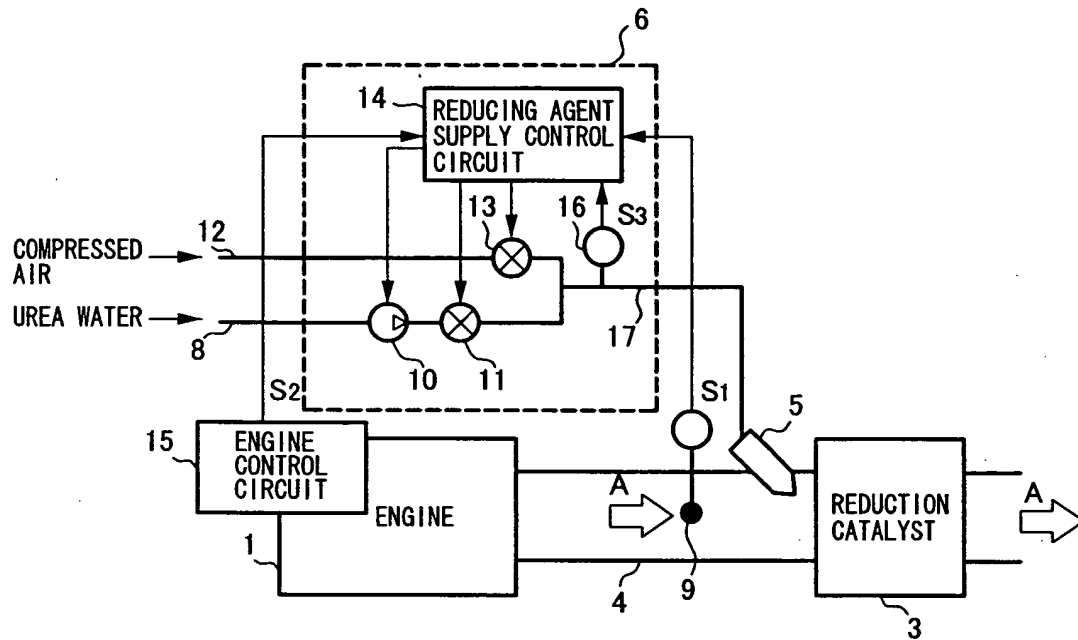 6
14
REDUCING AGENT
SUPPLY CONTROL
CIRCUIT
13
16
S3
COMPRESSED
AIR
12
UREA WATER
8
10
11
17
S2
S1
5
15
ENGINE
CONTROL
CIRCUIT
ENGINE
A
REDUCTION
CATALYST
A
1
4
9
3